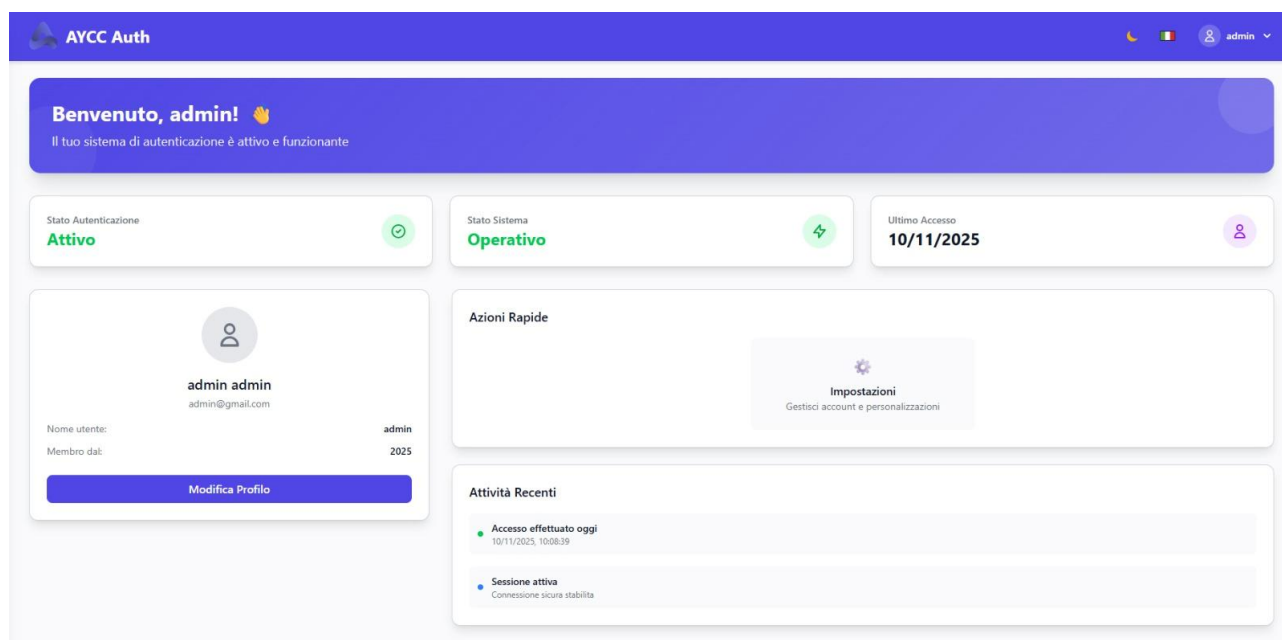 AYCC Auth
admin
Benvenuto, admin! 👋
Il tuo sistema di autenticazione è attivo e funzionante
Stato Autenticazione
Attivo
Stato Sistema
Operativo
Ultimo Accesso
10/11/2025
admin admin
admin@gmail.com
Nome utente: admin
Membro dal: 2025
Modifica Profilo
Azioni Rapide
Impostazioni
Gestisci account e personalizzazioni
Attività Recenti
Accesso effettuato oggi
10/11/2025, 10:08:39
Sessione attiva
Connessione sicura stabilita